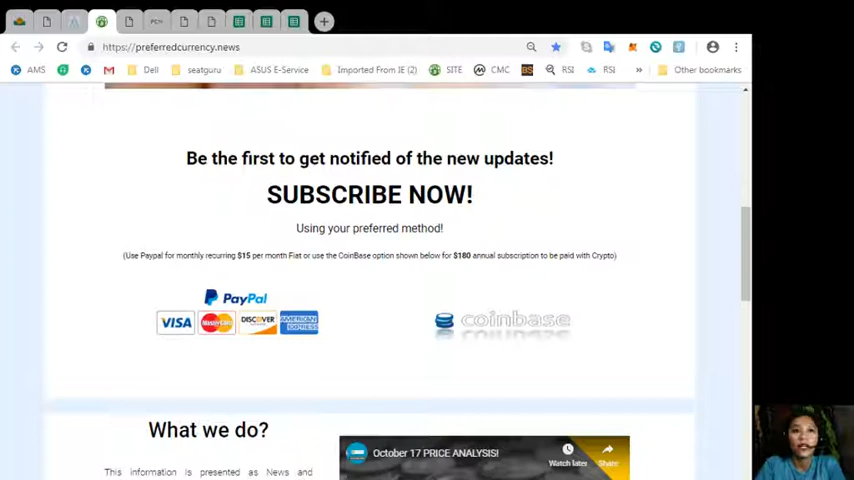 https://preferredcurrency.news
AMS
Dell
seatguru
ASUS E-Service
Imported From IE (2)
SITE
CMC
BS
RSI
RSI
»
Other bookmarks
Be the first to get notified of the new updates!
SUBSCRIBE NOW!
Using your preferred method!
(Use Paypal for monthly recurring $15 per month Fiat or use the CoinBase option shown below for $180 annual subscription to be paid with Crypto)
PayPal
VISA MasterCard DISCOVER AMERICAN EXPRESS
coinbase
What we do?
October 17 PRICE ANALYSIS!
Watch later
Share
This information is presented as News and